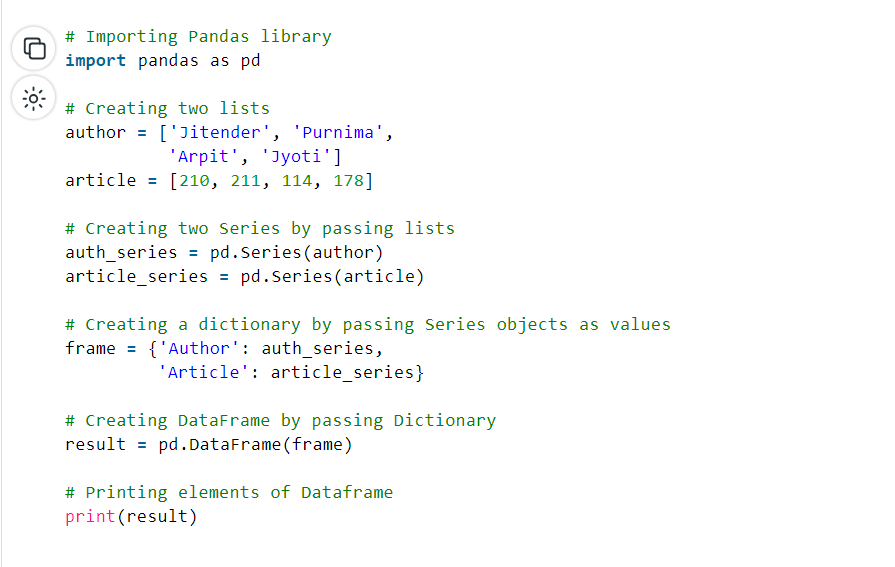 # Importing Pandas library
import pandas as pd
# Creating two lists
author = ['Jitender', 'Purnima',
          'Arpit', 'Jyoti']
article = [210, 211, 114, 178]
# Creating two Series by passing lists
auth_series = pd.Series(author)
article_series = pd.Series(article)
# Creating a dictionary by passing Series objects as values
frame = {'Author': auth_series,
         'Article': article_series}
# Creating DataFrame by passing Dictionary
result = pd.DataFrame(frame)
# Printing elements of Dataframe
print(result)